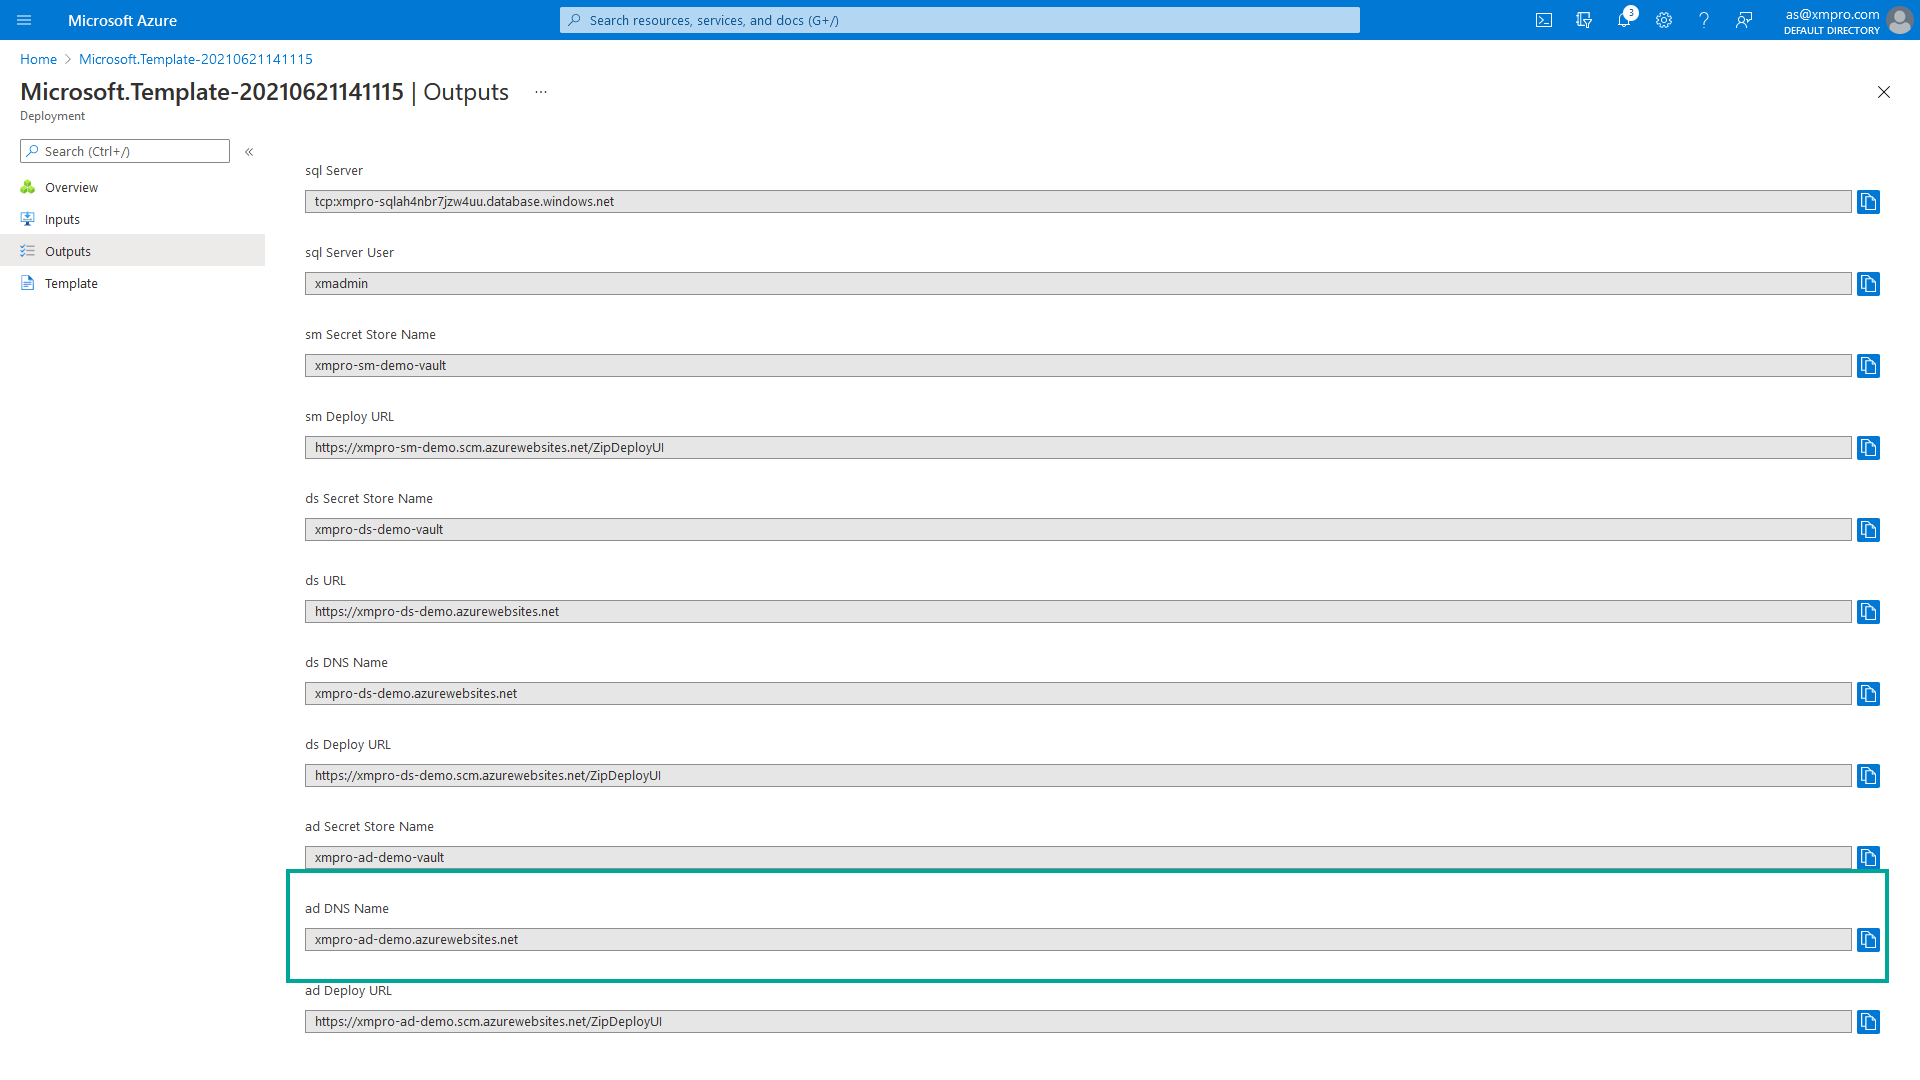 Microsoft Azure
Search resources, services, and docs (G+/)
3
as@xmpro.com
DEFAULT DIRECTORY
Home > Microsoft.Template-20210621141115
Microsoft.Template-20210621141115 | Outputs ...
Deployment
Search (Ctrl+/) «
Overview
Inputs
Outputs
Template
sql Server
tcp:xmpro-sqlah4nbr7jzw4uu.database.windows.net
sql Server User
xmadmin
sm Secret Store Name
xmpro-sm-demo-vault
sm Deploy URL
https://xmpro-sm-demo.scm.azurewebsites.net/ZipDeployUI
ds Secret Store Name
xmpro-ds-demo-vault
ds URL
https://xmpro-ds-demo.azurewebsites.net
ds DNS Name
xmpro-ds-demo.azurewebsites.net
ds Deploy URL
https://xmpro-ds-demo.scm.azurewebsites.net/ZipDeployUI
ad Secret Store Name
xmpro-ad-demo-vault
ad DNS Name
xmpro-ad-demo.azurewebsites.net
ad Deploy URL
https://xmpro-ad-demo.scm.azurewebsites.net/ZipDeployUI